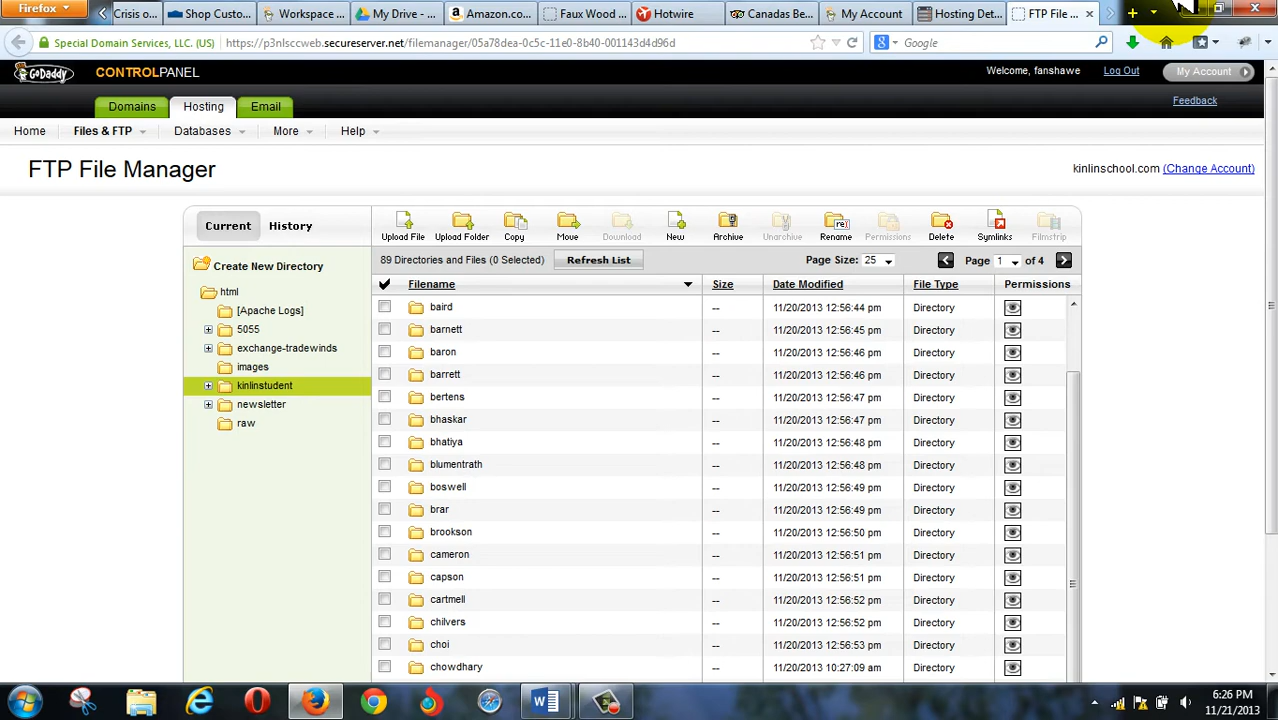 Firefox
Crisis o...
Shop Custo...
Workspace ...
My Drive - ...
Amazon.co...
Faux Wood ...
Hotwire
Canadas Be...
My Account
Hosting Det...
FTP File ...
Special Domain Services, LLC. (US)
https://p3nlsccweb.secureserver.net/filemanager/05a78dea-0c5c-11e0-8b40-001143d4d96d
Google
GoDaddy
CONTROLPANEL
Welcome, fanshawe
Log Out
My Account
Domains
Hosting
Email
Feedback
Home
Files & FTP
Databases
More
Help
FTP File Manager
kinlinschool.com (Change Account)
Current
History
Upload File
Upload Folder
Copy
Move
Download
New
Archive
Unarchive
Rename
Permissions
Delete
Symlinks
Filmstrip
89 Directories and Files (0 Selected)
Refresh List
Page Size: 25
Page 1 of 4
Create New Directory
html
[Apache Logs]
5055
exchange-tradewinds
images
kinlinstudent
newsletter
raw
Filename Size Date Modified File Type Permissions
baird -- 11/20/2013 12:56:44 pm Directory
barnett -- 11/20/2013 12:56:45 pm Directory
baron -- 11/20/2013 12:56:46 pm Directory
barrett -- 11/20/2013 12:56:46 pm Directory
bertens -- 11/20/2013 12:56:47 pm Directory
bhaskar -- 11/20/2013 12:56:47 pm Directory
bhatiya -- 11/20/2013 12:56:48 pm Directory
blumentrath -- 11/20/2013 12:56:48 pm Directory
boswell -- 11/20/2013 12:56:49 pm Directory
brar -- 11/20/2013 12:56:49 pm Directory
brookson -- 11/20/2013 12:56:50 pm Directory
cameron -- 11/20/2013 12:56:51 pm Directory
capson -- 11/20/2013 12:56:51 pm Directory
cartmell -- 11/20/2013 12:56:52 pm Directory
chilvers -- 11/20/2013 12:56:52 pm Directory
choi -- 11/20/2013 12:56:53 pm Directory
chowdhary -- 11/20/2013 10:27:09 am Directory
6:26 PM
11/21/2013